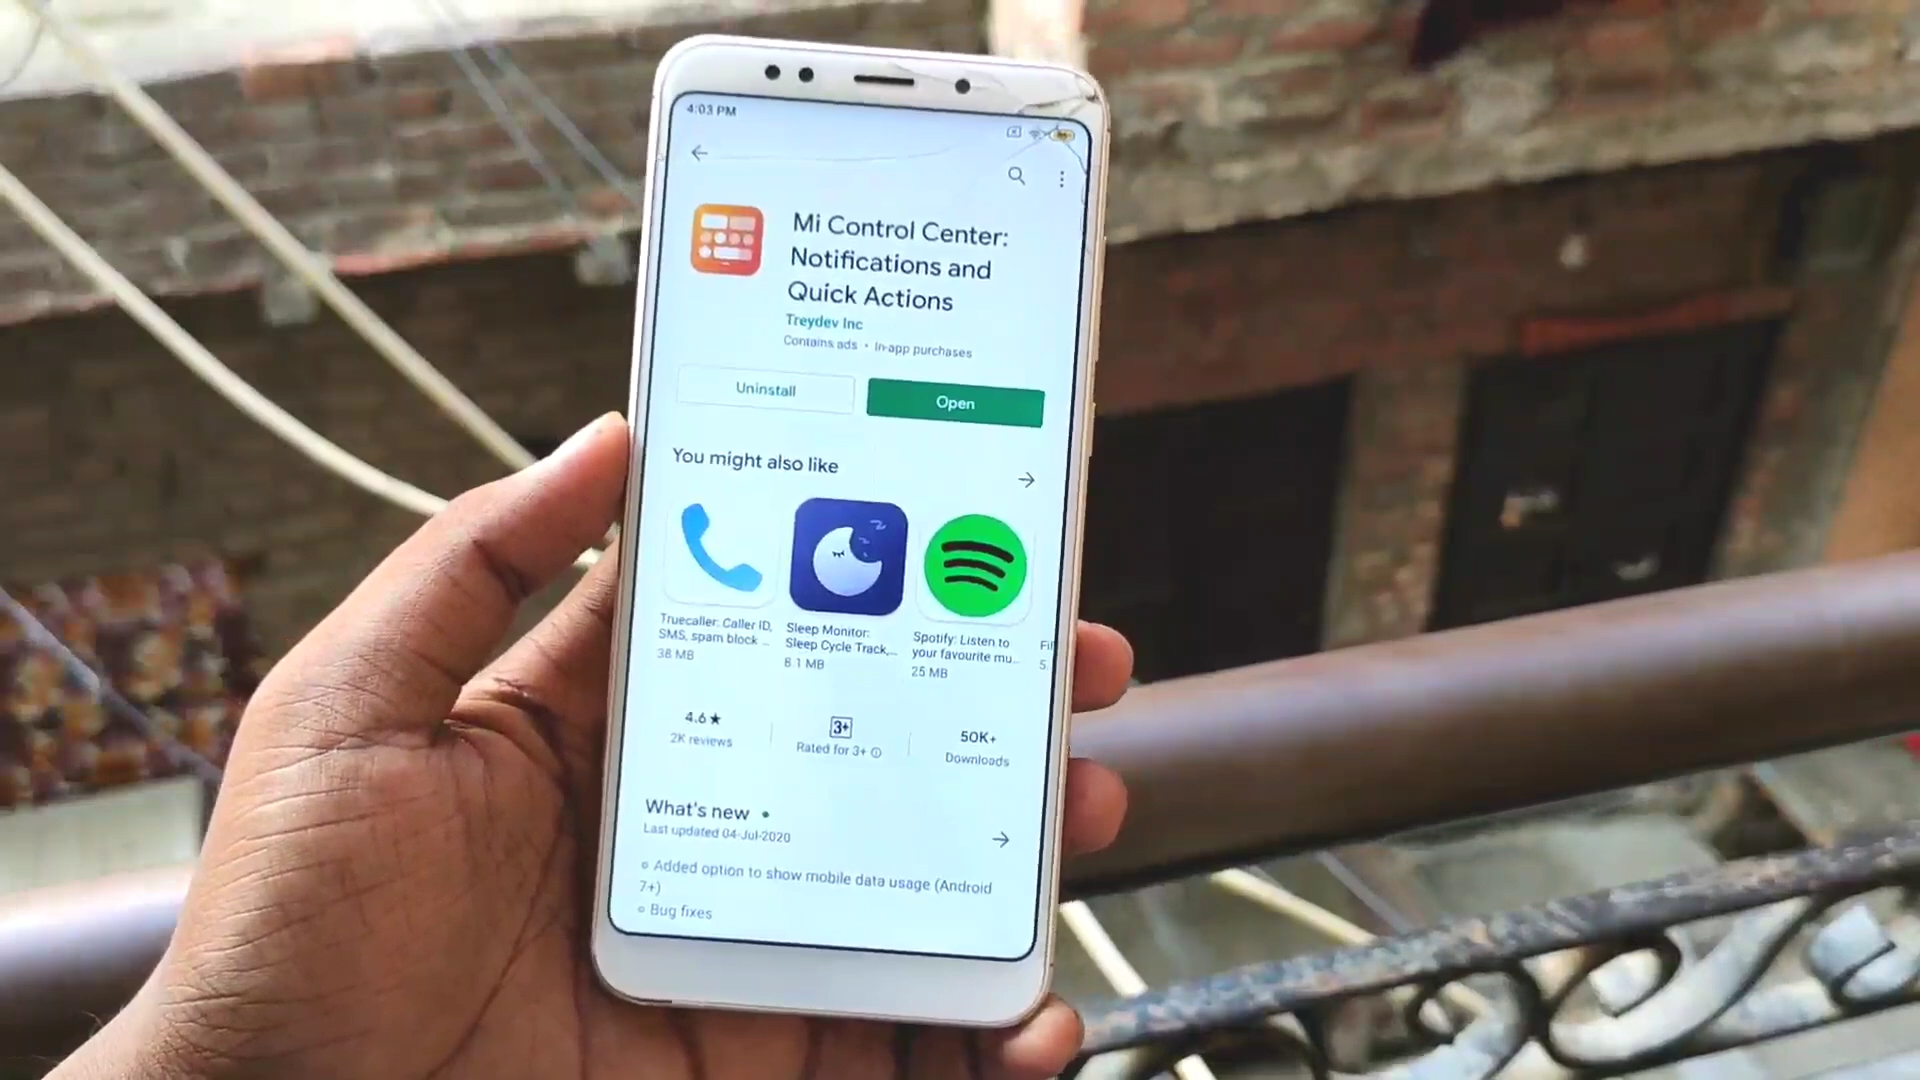 4:03 PM
Mi Control Center:
Notifications and
Quick Actions
Treydev Inc
Contains ads • In-app purchases
Uninstall
Open
You might also like
Truecaller: Caller ID,
SMS, spam block ...
38 MB
Sleep Monitor:
Sleep Cycle Track,...
8.1 MB
Spotify: Listen to
your favourite mu...
25 MB
5.
4.6★
2K reviews
3+
Rated for 3+
50K+
Downloads
What's new •
Last updated 04-Jul-2020
Added option to show mobile data usage (Android
7+)
Bug fixes